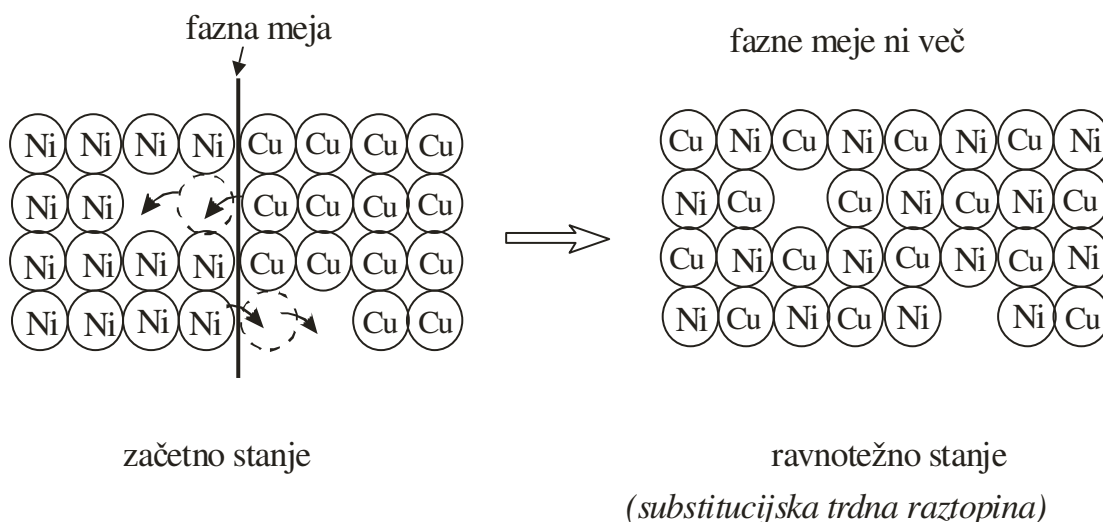 fazna meja
fazne meje ni več
Ni Ni Ni Ni Cu Cu Cu Cu
Ni Ni Cu Cu Cu Cu
Ni Ni Ni Ni Cu Cu Cu Cu
Ni Ni Ni Ni Cu Cu
Cu Ni Cu Ni Cu Ni Cu Ni
Ni Cu Cu Ni Cu Ni Cu
Cu Ni Cu Ni Cu Ni Cu Ni
Ni Cu Ni Cu Ni Ni Cu
začetno stanje
ravnotežno stanje
(substitucijska trdna raztopina)